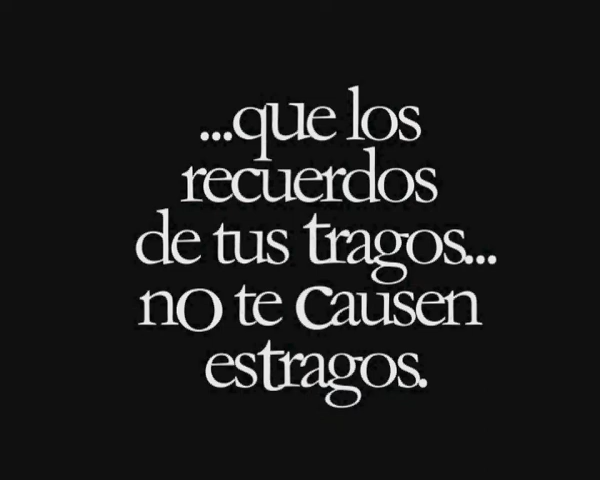 ...que los
recuerdos
de tus tragos...
no te causen
estragos.